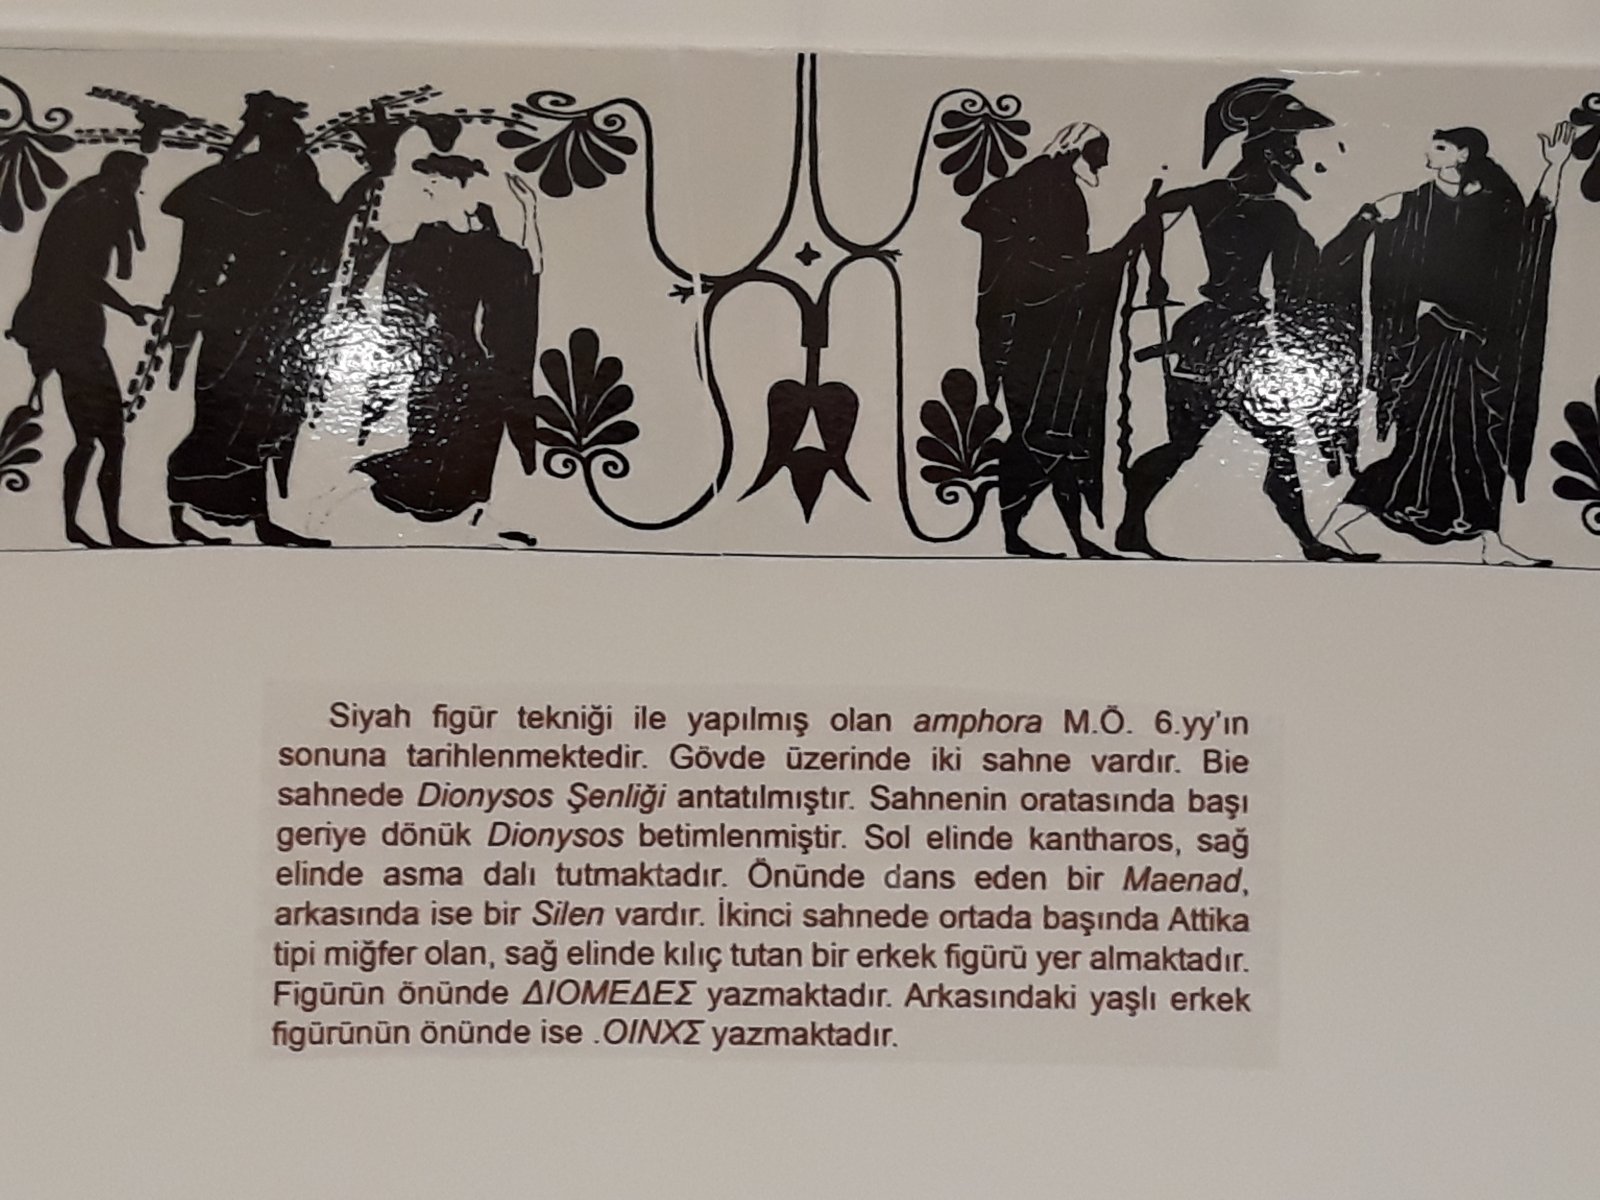 Siyah figür tekniği ile yapılmış olan amphora M.Ö. 6.yy'ın
sonuna tarihlenmektedir. Gövde üzerinde iki sahne vardır. Bie
sahnede Dionysos Şenliği antatılmıştır. Sahnenin oratasında başı
geriye dönük Dionysos betimlenmiştir. Sol elinde kantharos, sağ
elinde asma dalı tutmaktadır. Önünde dans eden bir Maenad,
arkasında ise bir Silen vardır. İkinci sahnede ortada başında Attika
tipi miğfer olan, sağ elinde kılıç tutan bir erkek figürü yer almaktadır.
Figürün önünde ΔΙΟΜΕΔΕΣ yazmaktadır. Arkasındaki yaşlı erkek
figürünün önünde ise .ΟΙΝΧΣ yazmaktadır.